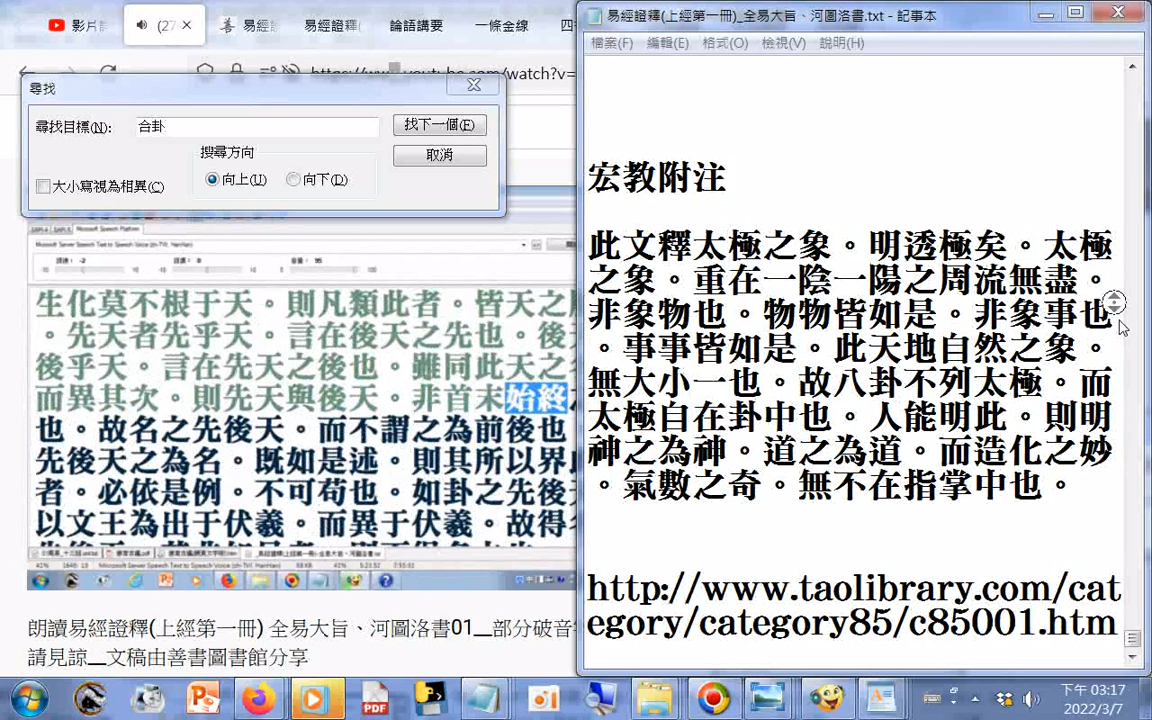 影片
(27
易經
易經證釋(
論語講要
一條金線
四
易經證釋(上經第一冊)_全易大旨、河圖洛書.txt - 記事本
檔案(F) 編輯(E) 格式(O) 檢視(V) 說明(H)
尋找
尋找目標(N): 合卦
找下一個(E)
搜尋方向
取消
大小寫視為相異(C)
向上(U)
向下(D)
生化莫不根于天。則凡類此者。皆天之
。先天者先乎天。言在後天之先也。後
後乎天。言在先天之後也。雖同此天
而異其次。則先天與後天。非首末始終
也。故名之先後天。而不謂之為前後也
先後天之為名。既如是述。則其所以界
者。必依是例。不可苟也。如卦之先後
以文王為出于伏羲。而異于伏羲。故得
朗讀易經證釋(上經第一冊) 全易大旨、河圖洛書01__部分破音
請見諒__文稿由善書圖書館分享
宏教附注
此文釋太極之象。明透極矣。太極
之象。重在一陰一陽之周流無盡。
非象物也。物物皆如是。非象事也
。事事皆如是。此天地自然之象。
無大小一也。故八卦不列太極。而
太極自在卦中也。人能明此。則明
神之為神。道之為道。而造化之妙
。氣數之奇。無不在指掌中也。
http://www.taolibrary.com/cat
egory/category85/c85001.htm
下午 03:17
2022/3/7